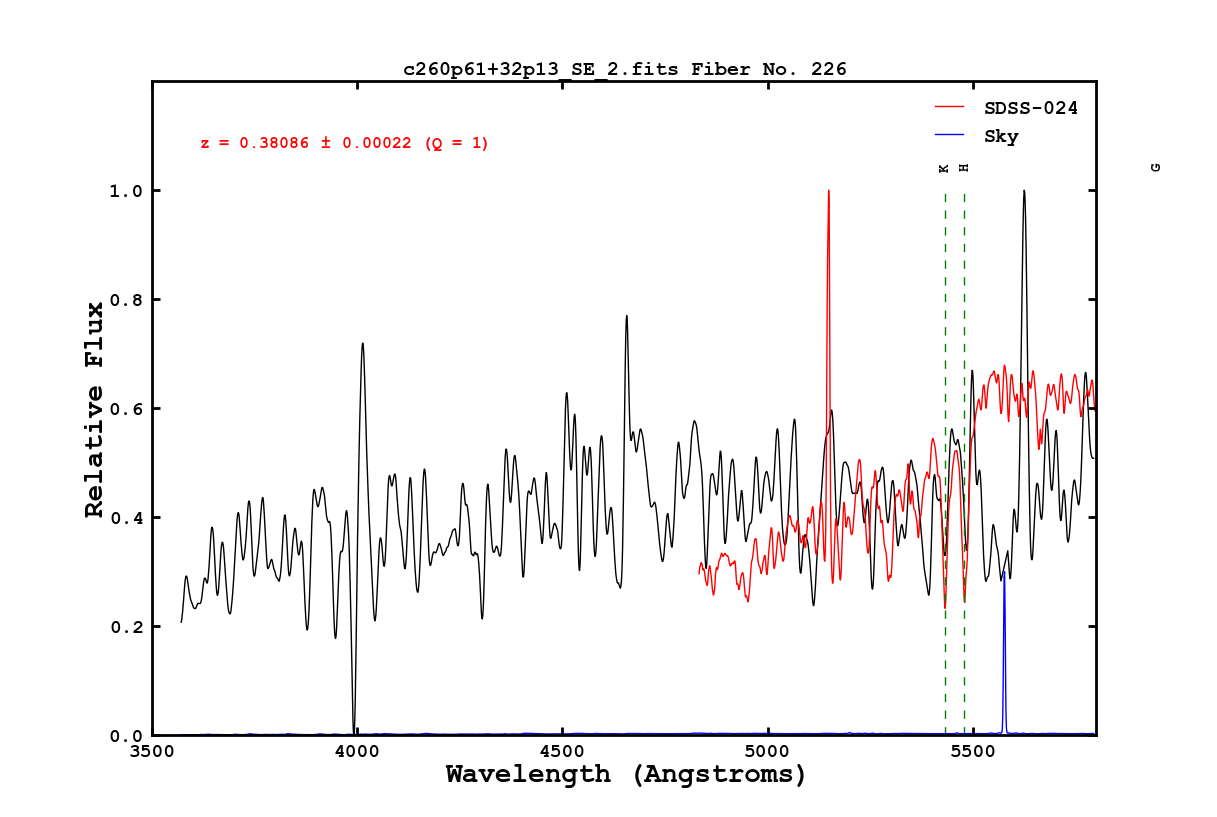 c260p61+32p13_SE_2.fits Fiber No. 226
SDSS-024
Sky
z = 0.38086 ± 0.00022 (Q = 1)
K
H
G
1.0
0.8
0.6
0.4
0.2
0.0
Relative Flux
3500
4000
4500
5000
5500
Wavelength (Angstroms)